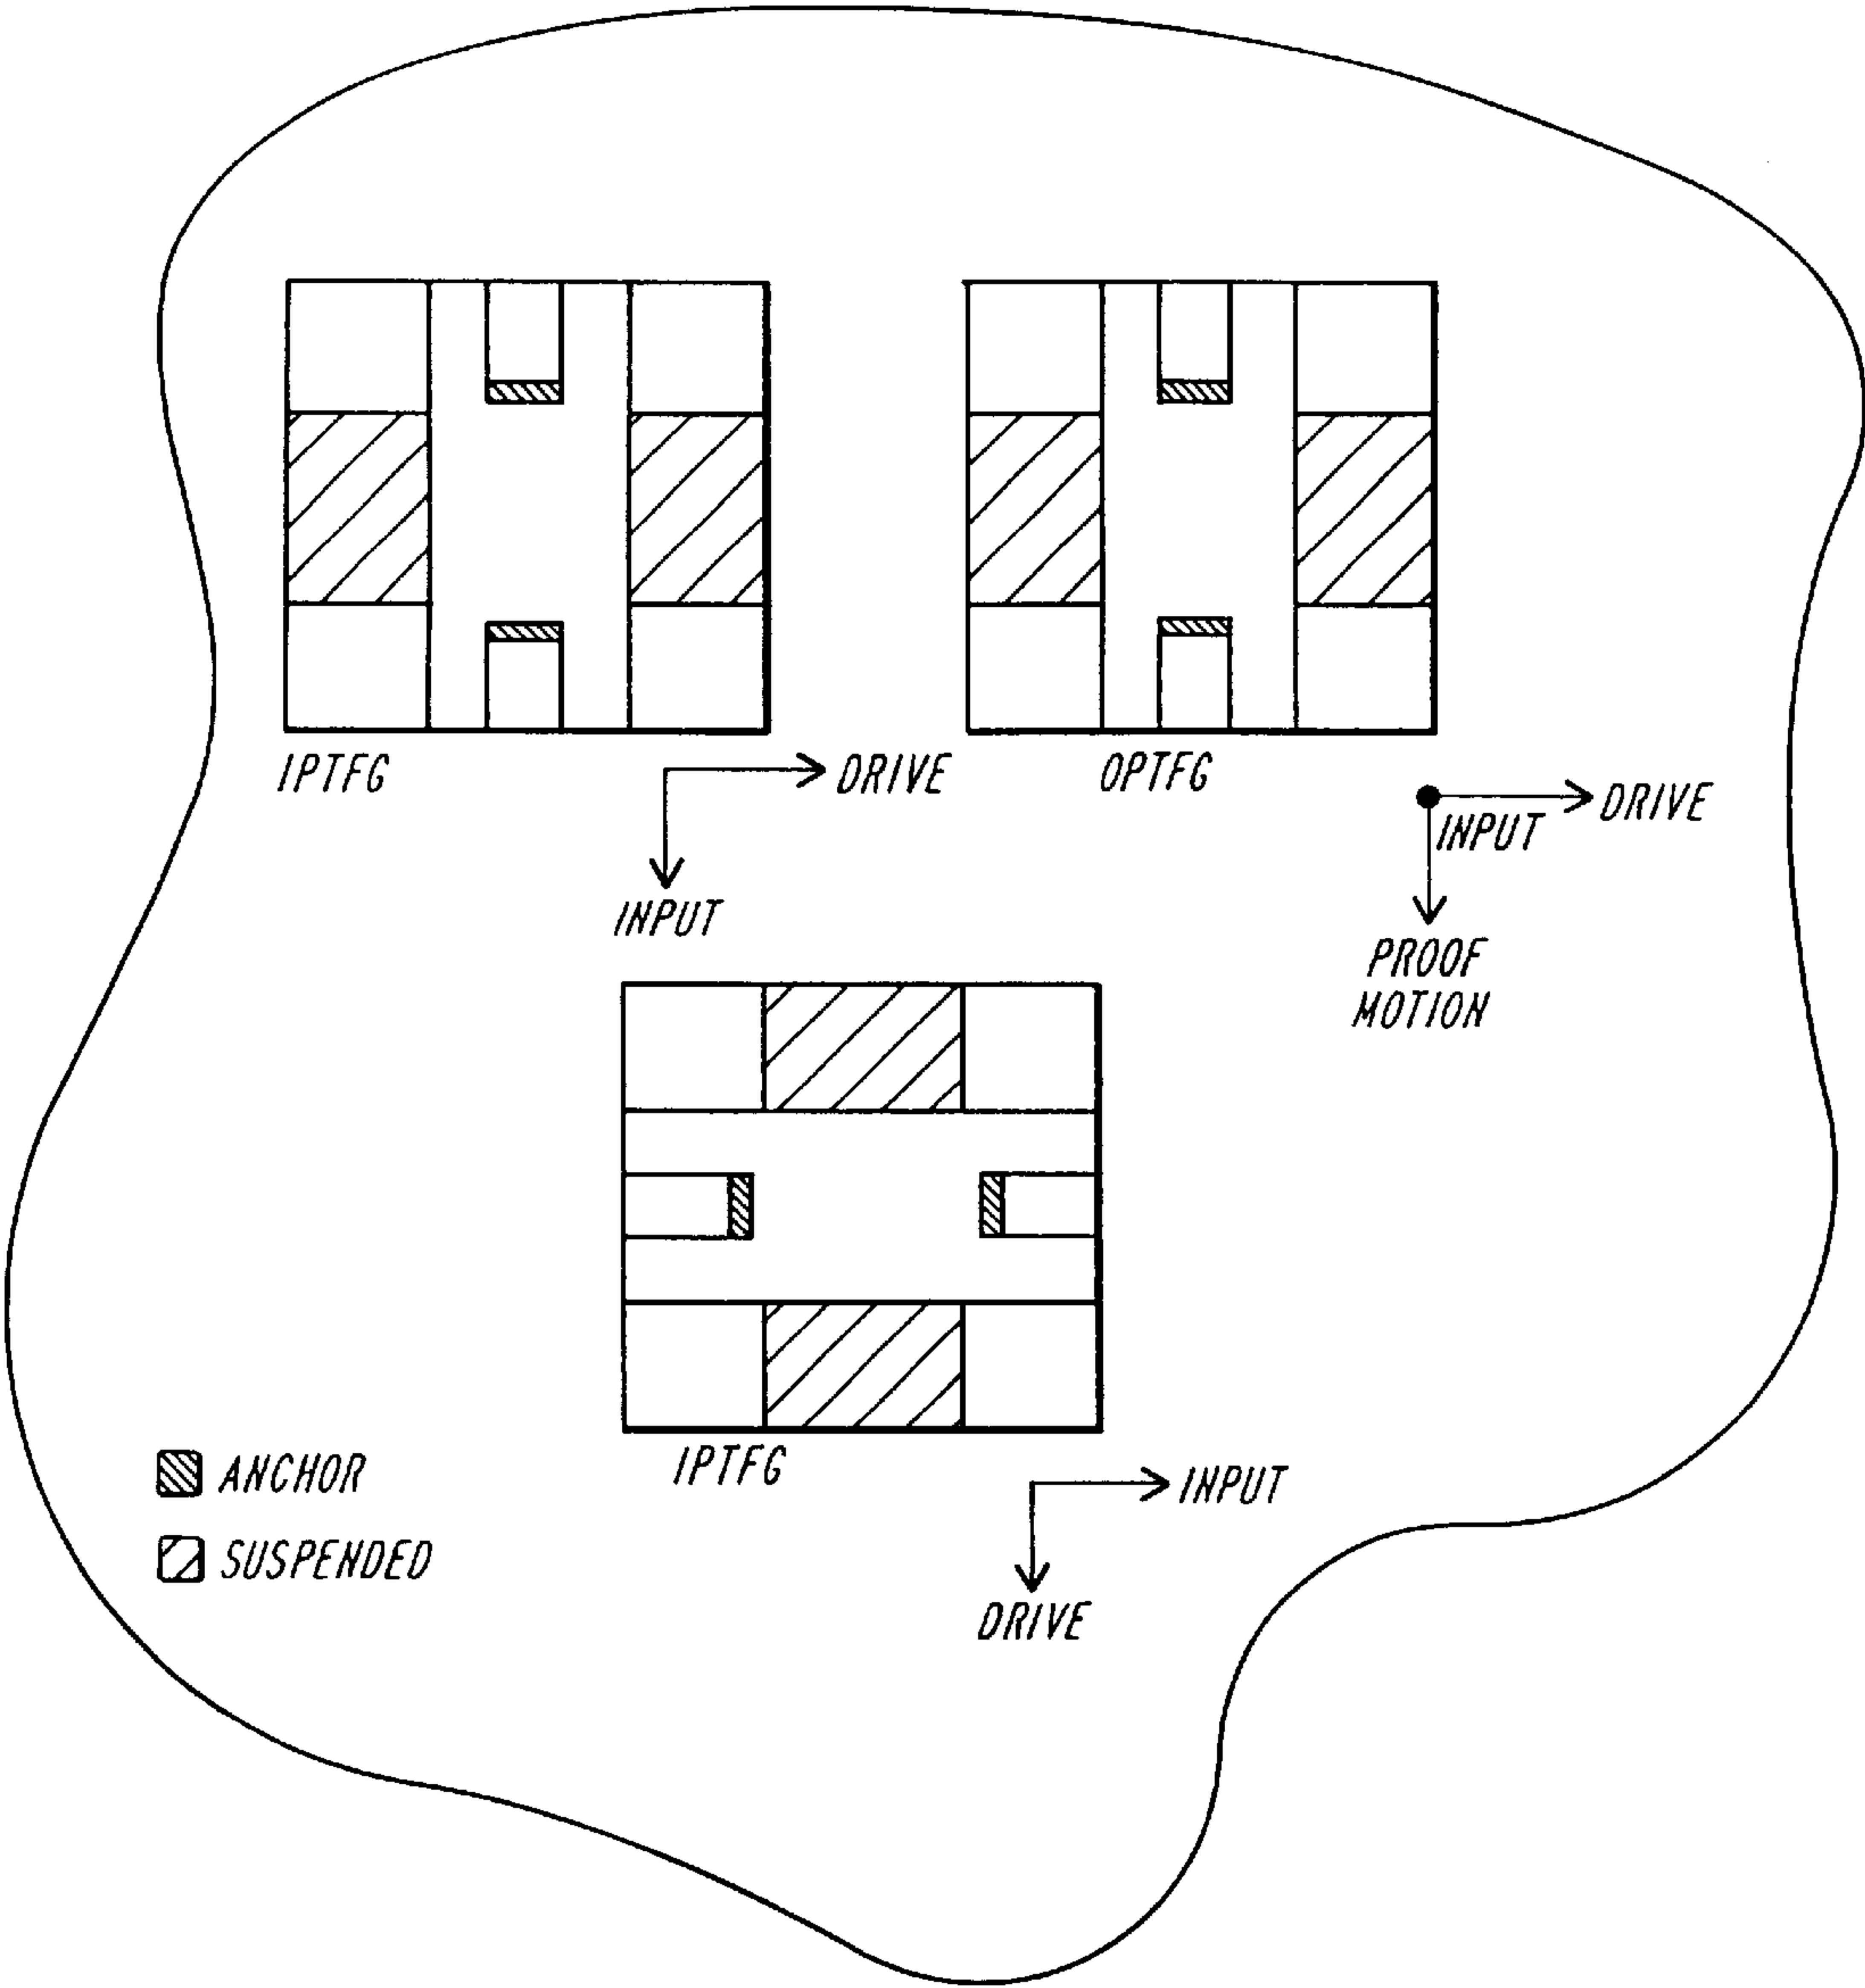 IPTFG
DRIVE
INPUT
OPTFG
DRIVE
INPUT
PROOF
MOTION
IPTFG
INPUT
DRIVE
ANCHOR
SUSPENDED